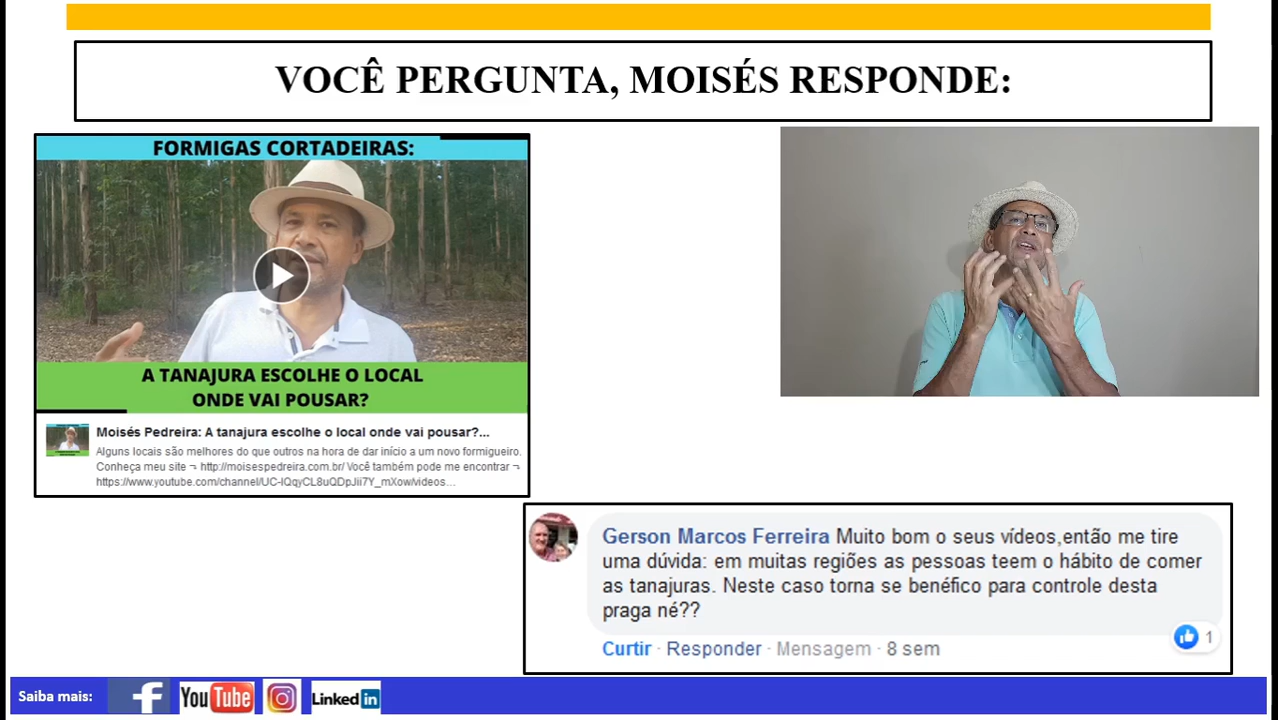 VOCÊ PERGUNTA, MOISÉS RESPONDE:
FORMIGAS CORTADEIRAS:
A TANAJURA ESCOLHE O LOCAL
ONDE VAI POUSAR?
Moisés Pedreira: A tanajura escolhe o local onde vai pousar?...
Alguns locais são melhores do que outros na hora de dar início a um novo formigueiro.
Conheça meu site ¬ http://moisespedreira.com.br/ Você também pode me encontrar ¬
https://www.youtube.com/channel/UC-lQqyCL8uQDpJii7Y_mXow/videos...
Gerson Marcos Ferreira Muito bom o seus vídeos,então me tire
uma dúvida: em muitas regiões as pessoas teem o hábito de comer
as tanajuras. Neste caso torna se benéfico para controle desta
praga né??
1
Curtir · Responder · Mensagem · 8 sem
Saiba mais: f YouTube Linked in